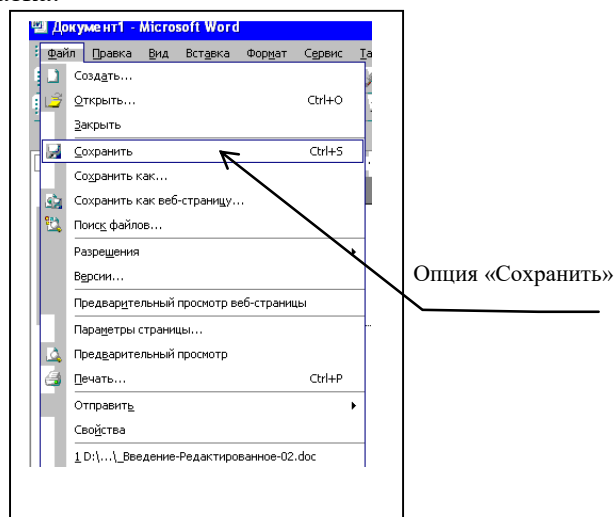 Документ1 - Microsoft Word
Файл Правка Вид Вставка Формат Сервис Та
Создать...
Открыть... Ctrl+O
Закрыть
Сохранить Ctrl+S
Сохранить как...
Сохранить как веб-страницу...
Поиск файлов...
Разрешения
Версии...
Опция «Сохранить»
Предварительный просмотр веб-страницы
Параметры страницы...
Предварительный просмотр
Печать... Ctrl+P
Отправить
Свойства
1 D:\...\_Введение-Редактированное-02.doc